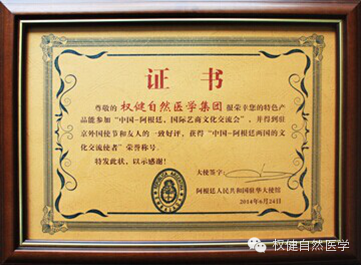 证书
尊敬的 权健自然医学集团 很荣幸您的特色产
品能参加“中国-阿根廷，国际艺商文化交流会”，并得到驻
京外国使节和友人的一致好评，获得“中国-阿根廷两国的文
化交流使者”荣誉称号。
特发此状，以示感谢！
大使签字：
阿根廷人民共和国驻华大使馆
2014年6月24日
权健自然医学